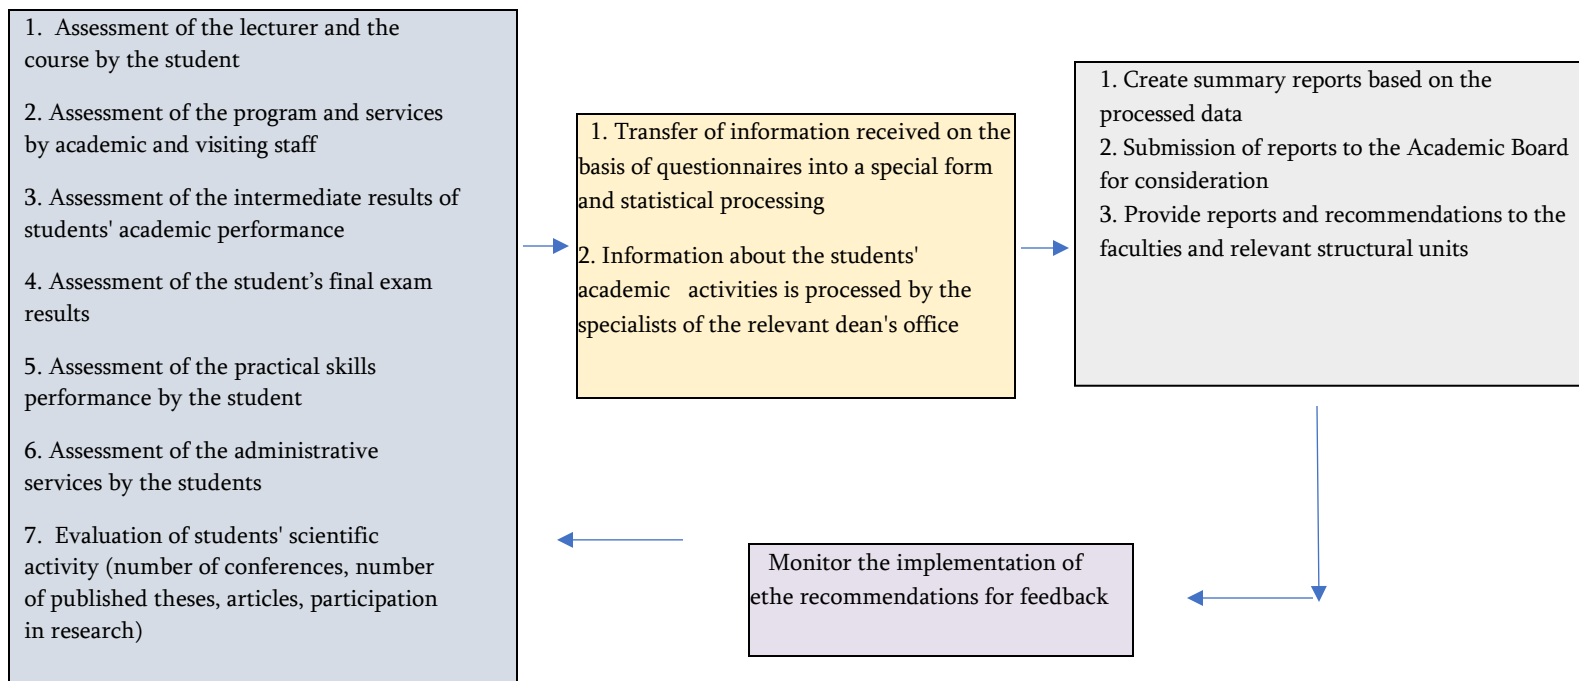 1. Assessment of the lecturer and the
course by the student
2. Assessment of the program and services
by academic and visiting staff
3. Assessment of the intermediate results of
students' academic performance
4. Assessment of the student’s final exam
results
5. Assessment of the practical skills
performance by the student
6. Assessment of the administrative
services by the students
7. Evaluation of students' scientific
activity (number of conferences, number
of published theses, articles, participation
in research)
1. Transfer of information received on the
basis of questionnaires into a special form
and statistical processing
2. Information about the students'
academic activities is processed by the
specialists of the relevant dean's office
1. Create summary reports based on the
processed data
2. Submission of reports to the Academic Board
for consideration
3. Provide reports and recommendations to the
faculties and relevant structural units
Monitor the implementation of
ethe recommendations for feedback